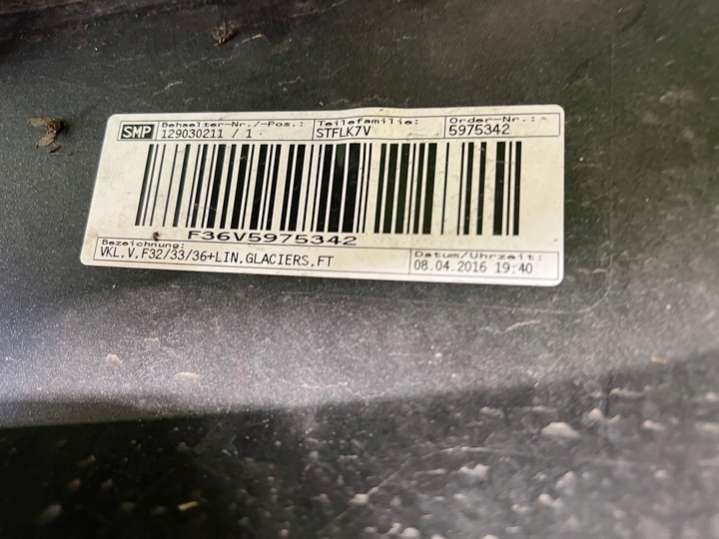 SMP Behaelter-Nr./-Pos.: Teilefamilie: Order-Nr.:
129030211 / 1 STFLK7V 5975342
F36V5975342
Bezeichnung: Datum/Uhrzeit:
VKL.V.F32/33/36+LIN.GLACIERS.FT 08.04.2016 19:40